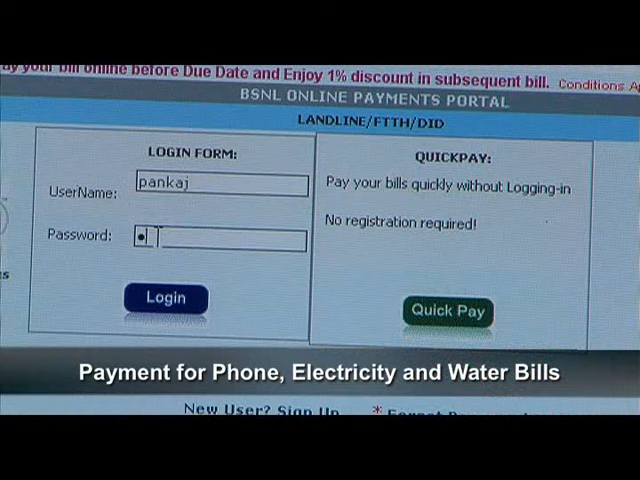 your bill online before Due Date and Enjoy 1% discount in subsequent bill. Conditions
BSNL ONLINE PAYMENTS PORTAL
LANDLINE/FTTH/DID
LOGIN FORM:
UserName: pankaj
Password:
Login
QUICKPAY:
Pay your bills quickly without Logging-in
No registration required!
Quick Pay
Payment for Phone, Electricity and Water Bills
New User? Sign Up